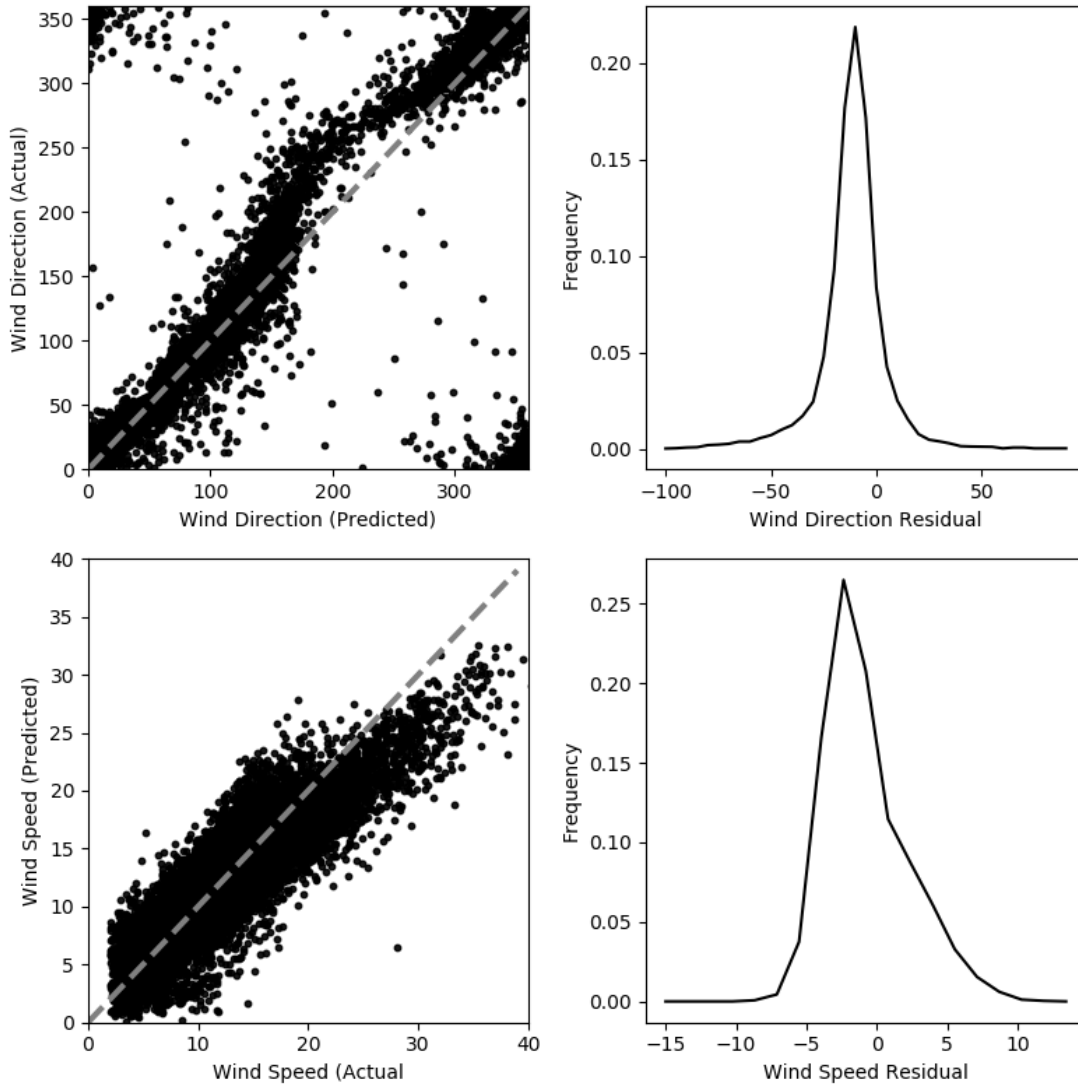 350
300
250
200
150
100
50
0
Wind Direction (Actual)
0 100 200 300
Wind Direction (Predicted)
0.20
0.15
0.10
0.05
0.00
Frequency
−100 −50 0 50
Wind Direction Residual
40
35
30
25
20
15
10
5
0
Wind Speed (Predicted)
0 10 20 30 40
Wind Speed (Actual
0.25
0.20
0.15
0.10
0.05
0.00
Frequency
−15 −10 −5 0 5 10
Wind Speed Residual